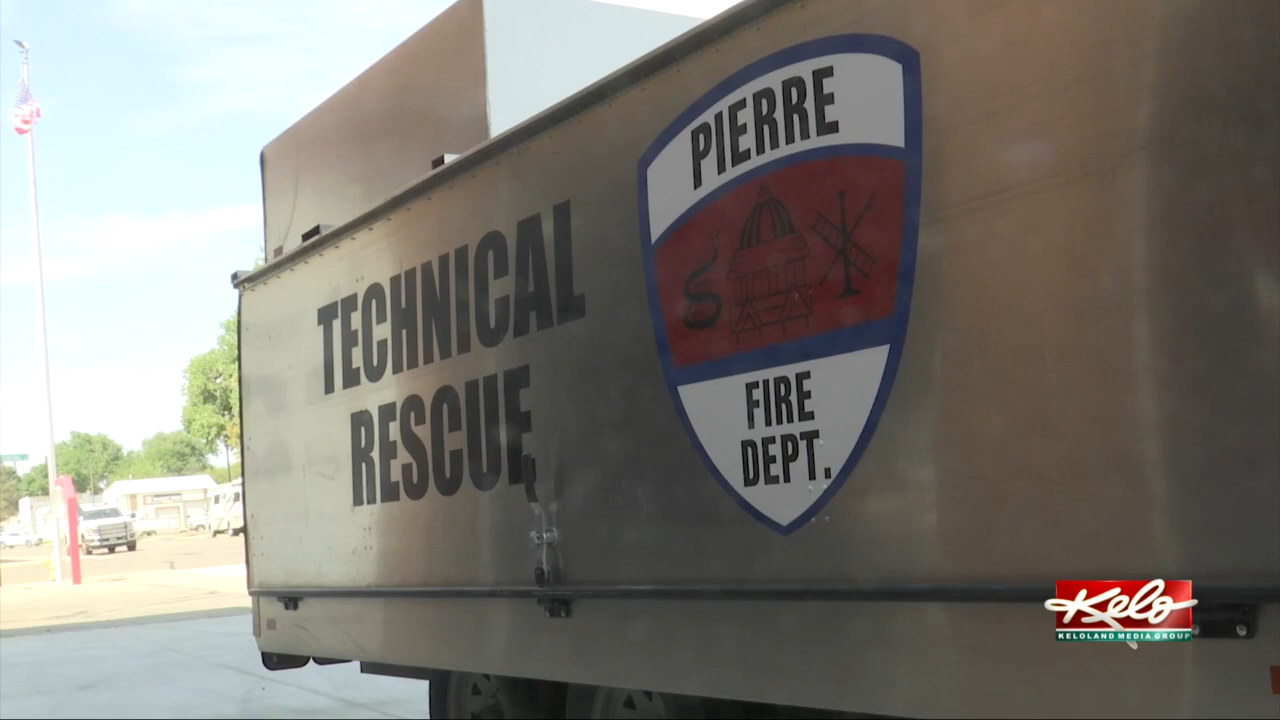 TECHNICAL
RESCUE
PIERRE
FIRE
DEPT.
Kelo
KELOLAND MEDIA GROUP